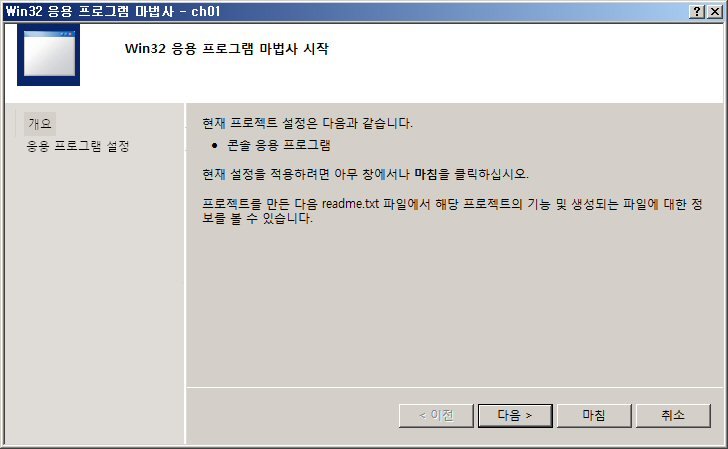 Win32 응용 프로그램 마법사 - ch01
Win32 응용 프로그램 마법사 시작
개요
응용 프로그램 설정
현재 프로젝트 설정은 다음과 같습니다.
• 콘솔 응용 프로그램
현재 설정을 적용하려면 아무 창에서나 마침을 클릭하십시오.
프로젝트를 만든 다음 readme.txt 파일에서 해당 프로젝트의 기능 및 생성되는 파일에 대한 정
보를 볼 수 있습니다.
< 이전
다음 >
마침
취소